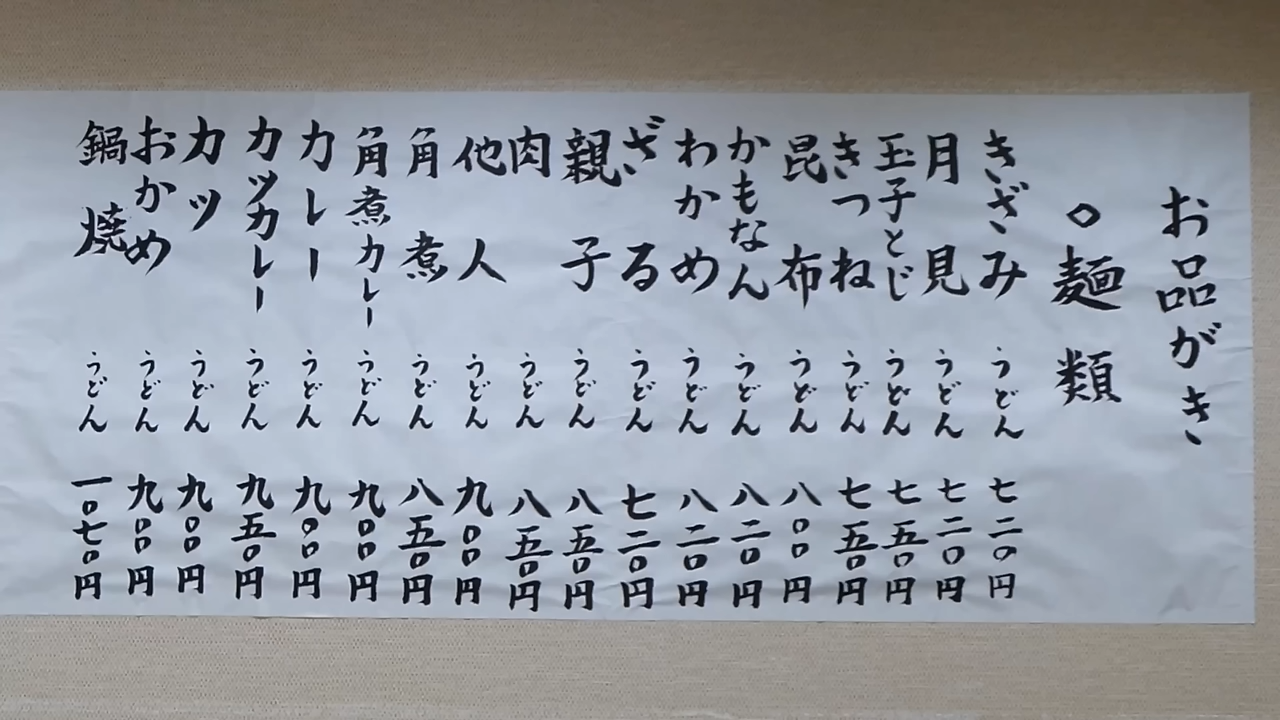 お品がき
○麺類
きざみうどん七二〇円
月見うどん七二〇円
玉子とじうどん七五〇円
きつねうどん七五〇円
昆布うどん八〇〇円
かもなんうどん八二〇円
わかめうどん八二〇円
ざるうどん七二〇円
親子うどん八五〇円
肉うどん八五〇円
他人うどん九〇〇円
角煮うどん八五〇円
角煮カレーうどん九〇〇円
カレーうどん九〇〇円
カツカレーうどん九五〇円
カツうどん九〇〇円
おかめうどん九〇〇円
鍋焼うどん一〇七〇円